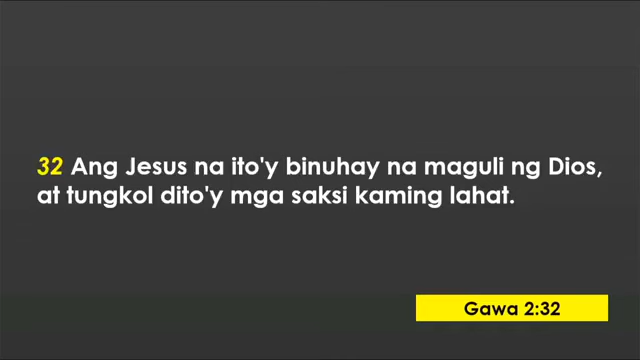 32 Ang Jesus na ito'y binuhay na maguli ng Dios,
at tungkol dito'y mga saksi kaming lahat.
Gawa 2:32